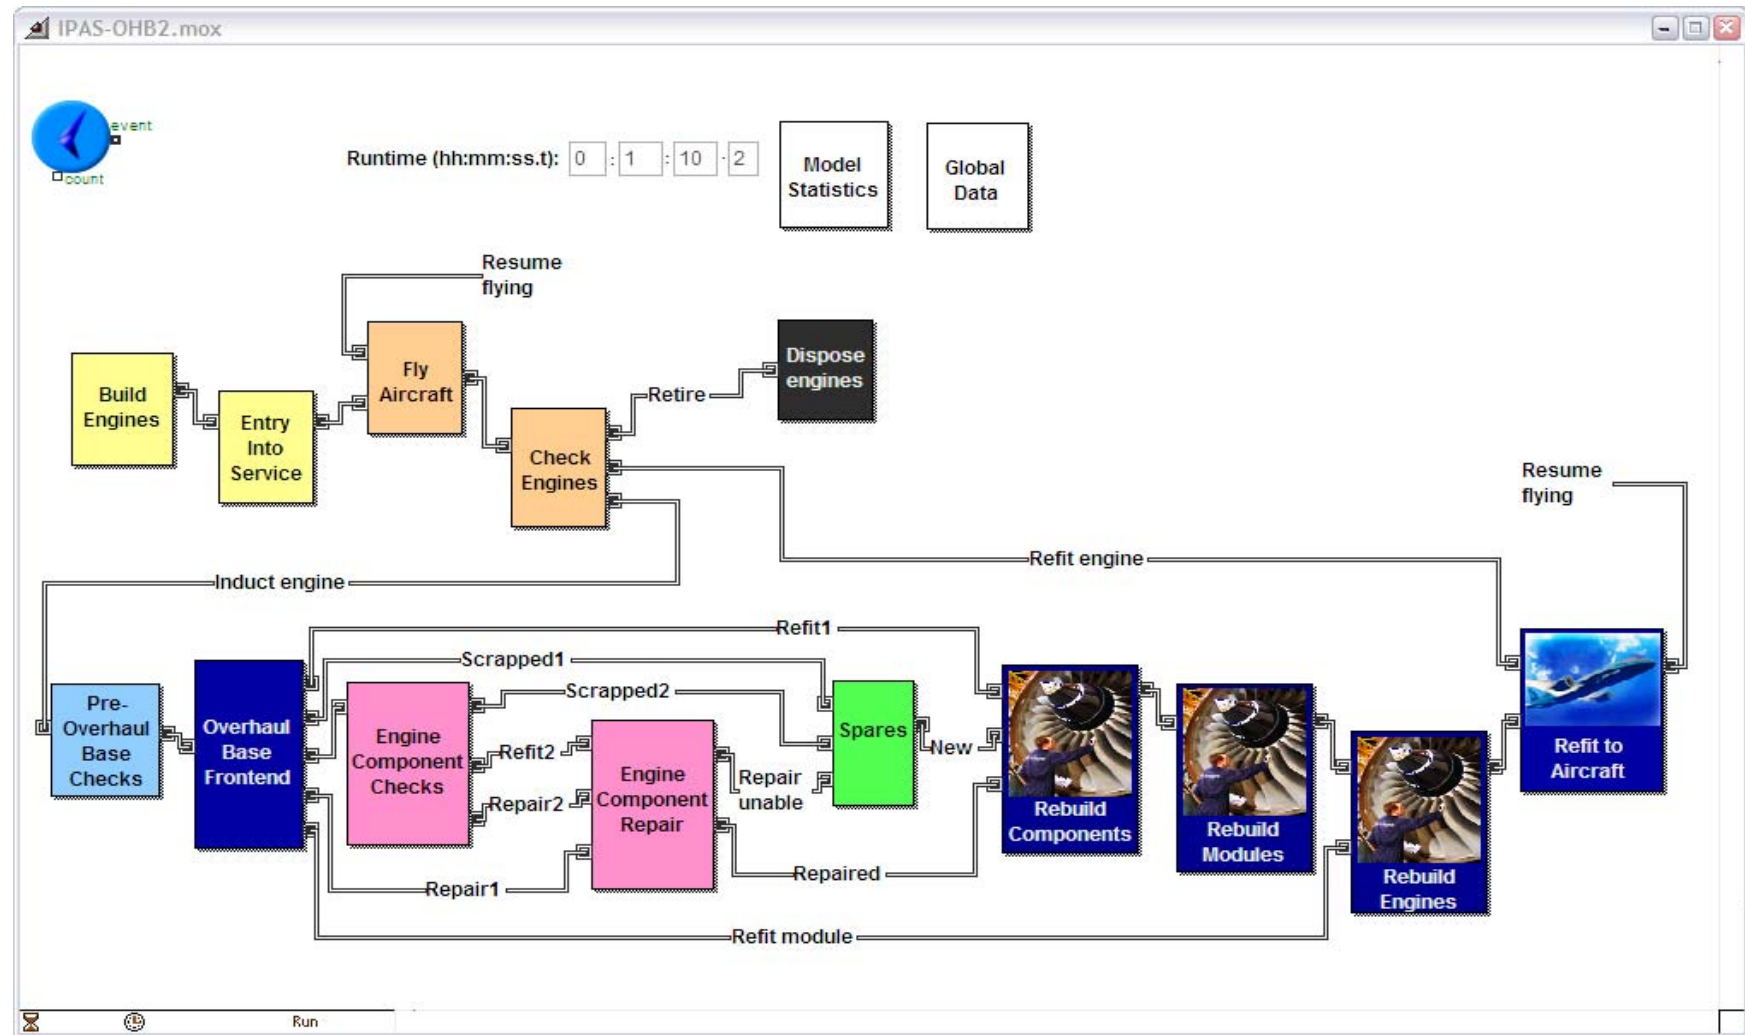 IPAS-OHB2.mox
event
count
Runtime (hh:mm:ss.t): 0 : 1 : 10 . 2
Model
Statistics
Global
Data
Resume
flying
Build
Engines
Entry
Into
Service
Fly
Aircraft
Check
Engines
Retire
Dispose
engines
Resume
flying
Refit engine
Induct engine
Refit1
Scrapped1
Scrapped2
Pre-
Overhaul
Base
Checks
Overhaul
Base
Frontend
Engine
Component
Checks
Refit2
Repair2
Engine
Component
Repair
Repair
unable
Spares
New
Rebuild
Components
Rebuild
Modules
Rebuild
Engines
Refit to
Aircraft
Repaired
Repair1
Refit module
Run